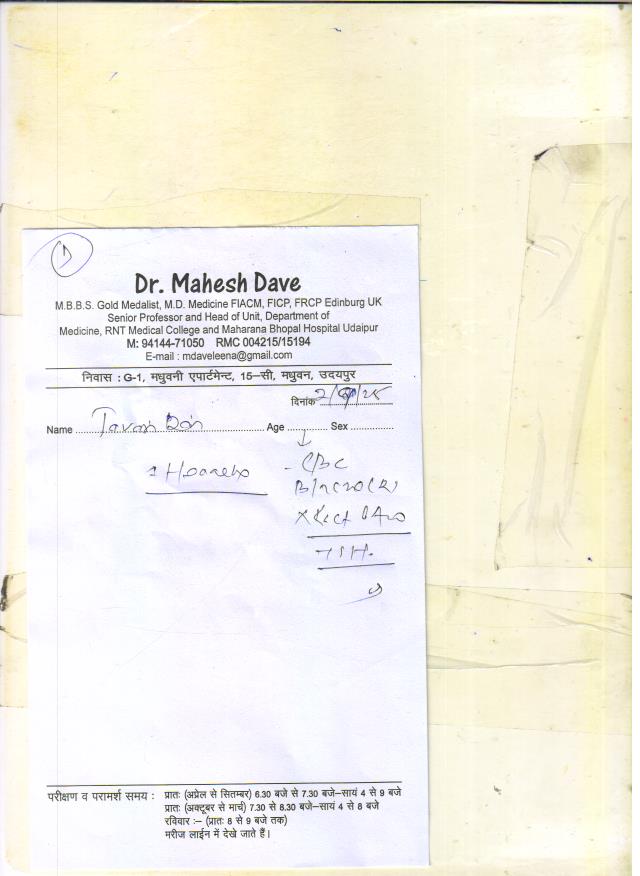 1
Dr. Mahesh Dave
M.B.B.S. Gold Medalist, M.D. Medicine FIACM, FICP, FRCP Edinburg UK
Senior Professor and Head of Unit, Department of
Medicine, RNT Medical College and Maharana Bhopal Hospital Udaipur
M: 94144-71050 RMC 004215/15194
E-mail : mdaveleena@gmail.com
निवास : G-1, मधुवनी एपार्टमेन्ट, 15-सी, मधुवन, उदयपुर
दिनांक
Name Age Sex
CBC
TSH.
परीक्षण व परामर्श समय : प्रातः (अप्रेल से सितम्बर) 6.30 बजे से 7.30 बजे-सायं 4 से 9 बजे
प्रातः (अक्टूबर से मार्च) 7.30 से 8.30 बजे-सायं 4 से 8 बजे
रविवार :- (प्रातः 8 से 9 बजे तक)
मरीज लाईन में देखे जाते हैं।